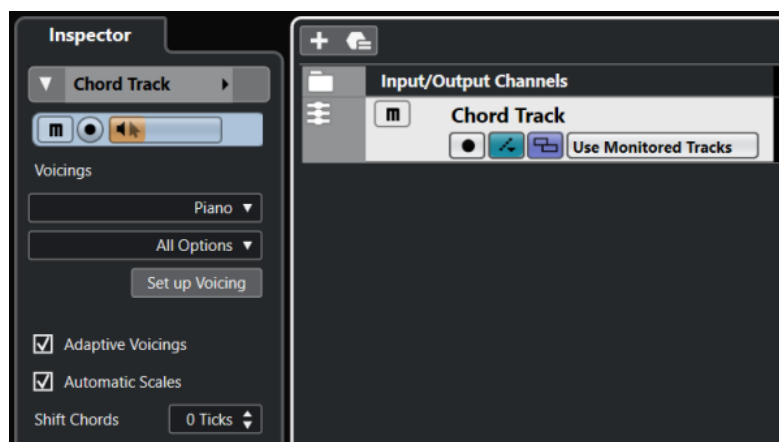 Inspector
Chord Track
m
Voicings
Piano
All Options
Set up Voicing
Adaptive Voicings
Automatic Scales
Shift Chords 0 Ticks
Input/Output Channels
m Chord Track
Use Monitored Tracks